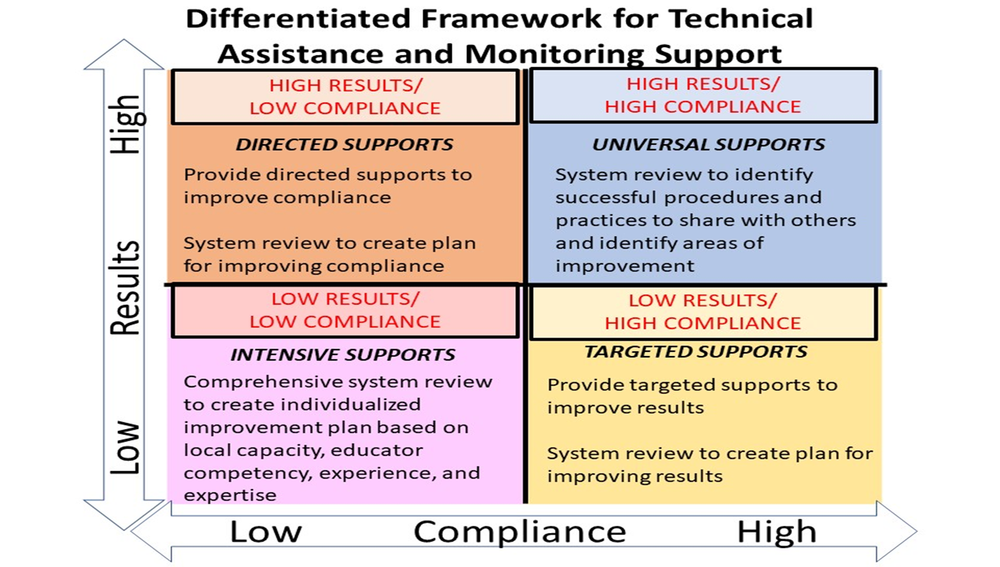 Differentiated Framework for Technical
Assistance and Monitoring Support
High
Results
Low
HIGH RESULTS/
LOW COMPLIANCE
DIRECTED SUPPORTS
Provide directed supports to
improve compliance
System review to create plan
for improving compliance
HIGH RESULTS/
HIGH COMPLIANCE
UNIVERSAL SUPPORTS
System review to identify
successful procedures and
practices to share with others
and identify areas of
improvement
LOW RESULTS/
LOW COMPLIANCE
INTENSIVE SUPPORTS
Comprehensive system review
to create individualized
improvement plan based on
local capacity, educator
competency, experience, and
expertise
LOW RESULTS/
HIGH COMPLIANCE
TARGETED SUPPORTS
Provide targeted supports to
improve results
System review to create plan for
improving results
Low Compliance High